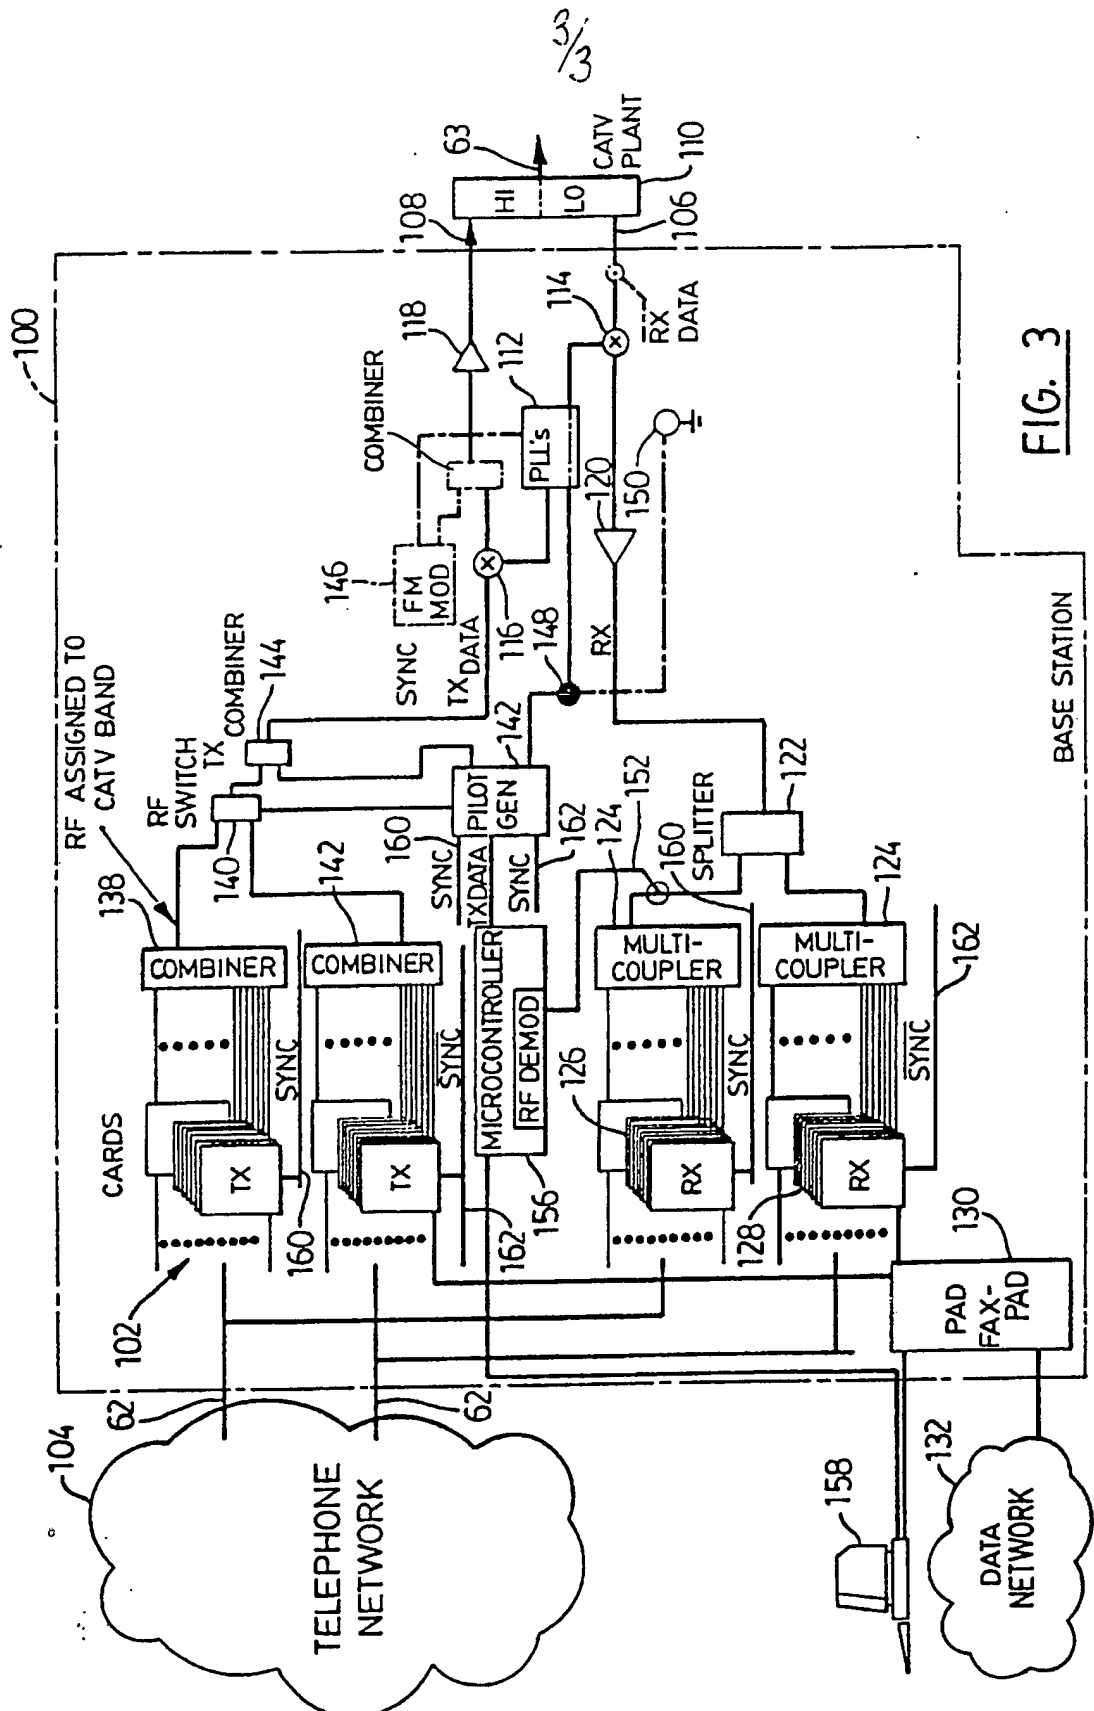 3/3
100
RF ASSIGNED TO
CATV BAND
RF
SWITCH TX
COMBINER
144
140
138
COMBINER
142
COMBINER
CARDS
TX
TX
SYNC
SYNC
160
162
102
62
62
104
TELEPHONE
NETWORK
SYNC
160
TXDATA
PILOT
GEN
142
SYNC
162
MICROCONTROLLER
RF DEMOD
156
SYNC
TX DATA
146
FM
MOD
116
148
COMBINER
118
108
HI
LO
63
CATV
PLANT
110
106
112
PLL's
114
RX
DATA
120
150
RX
152
124
SPLITTER
122
160
124
MULTI-
COUPLER
MULTI-
COUPLER
126
RX
SYNC
128
RX
SYNC
162
130
PAD
FAX-
PAD
132
DATA
NETWORK
158
BASE STATION
FIG. 3